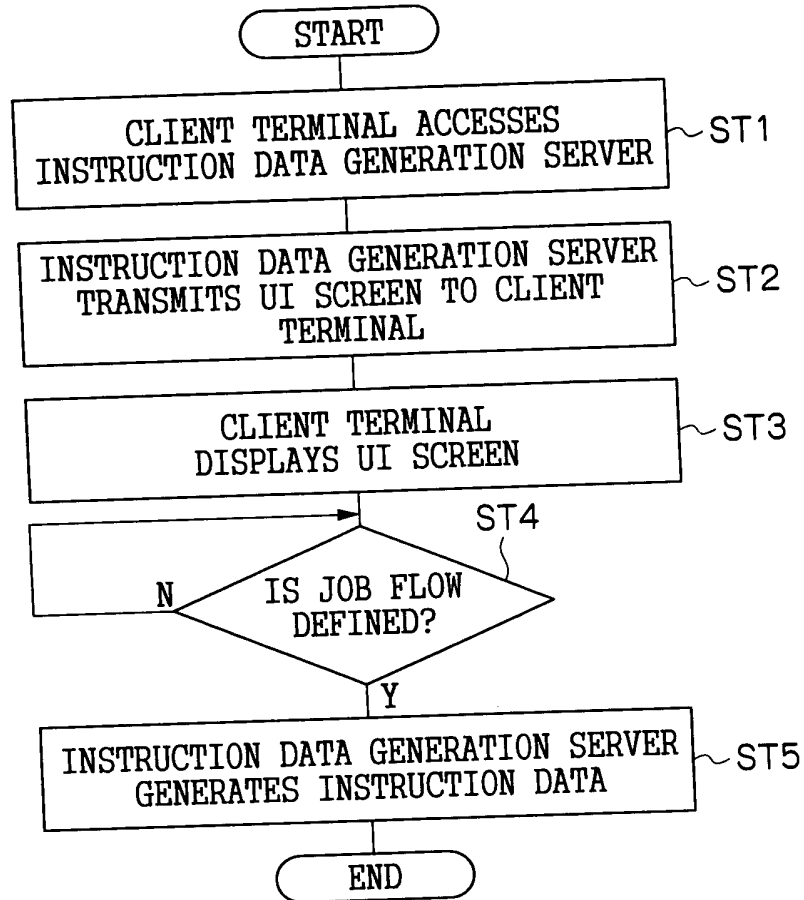 START
CLIENT TERMINAL ACCESSES
INSTRUCTION DATA GENERATION SERVER
ST1
INSTRUCTION DATA GENERATION SERVER
TRANSMITS UI SCREEN TO CLIENT
TERMINAL
ST2
CLIENT TERMINAL
DISPLAYS UI SCREEN
ST3
ST4
IS JOB FLOW
DEFINED?
N
Y
INSTRUCTION DATA GENERATION SERVER
GENERATES INSTRUCTION DATA
ST5
END